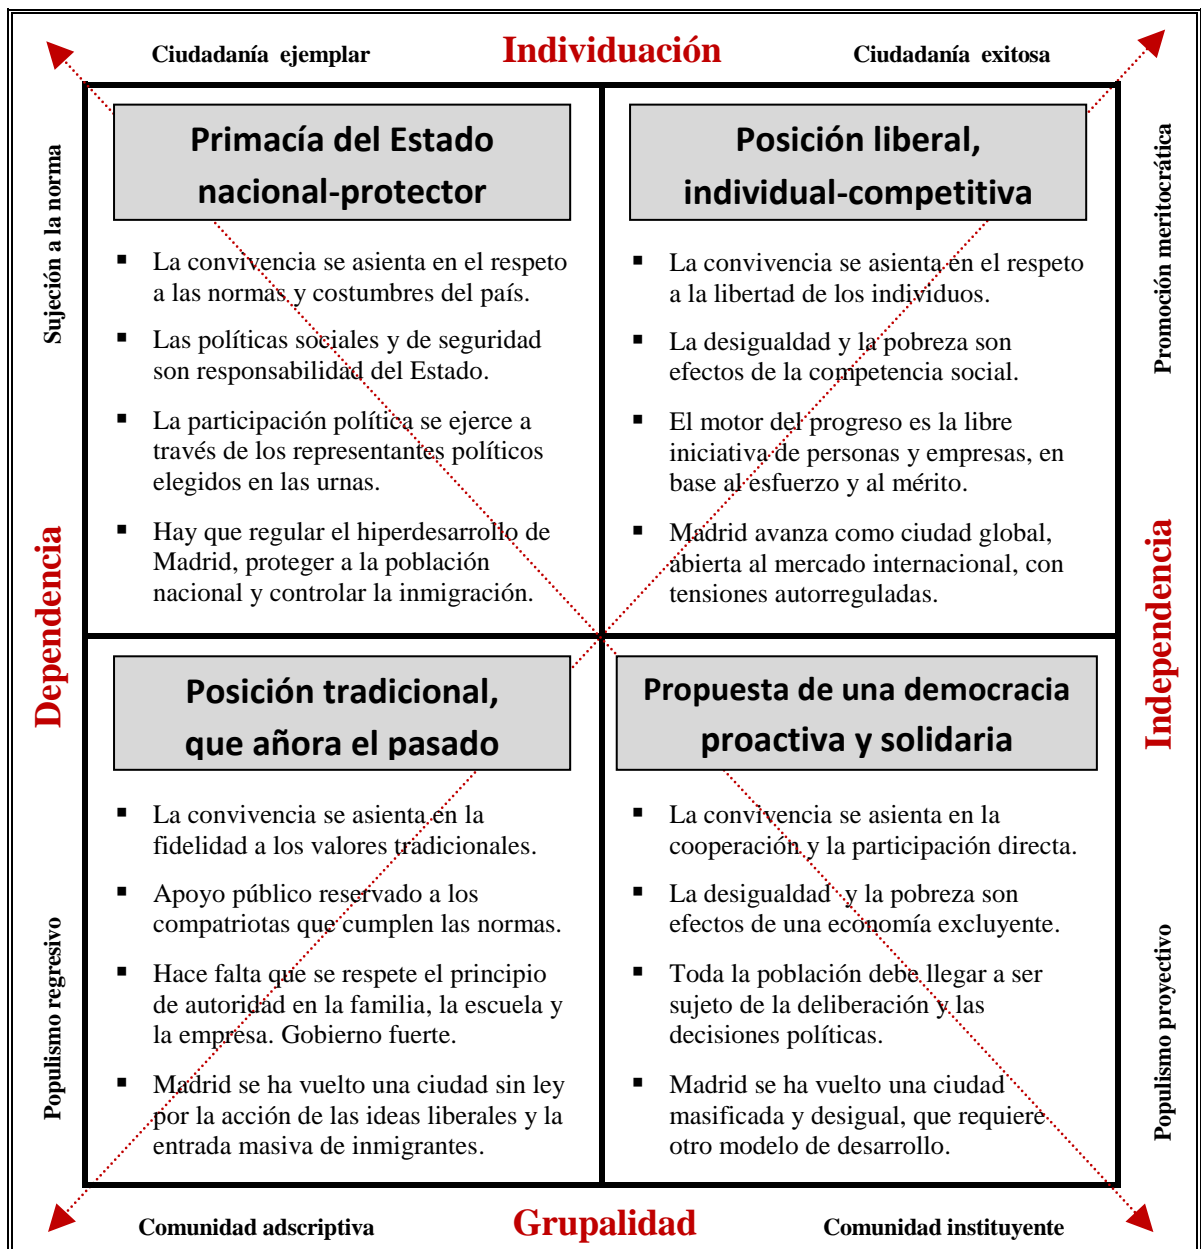 Ciudadanía ejemplar
Individuación
Ciudadanía exitosa
Sujeción a la norma
Dependencia
Populismo regresivo
Primacía del Estado
nacional-protector
▪ La convivencia se asienta en el respeto
a las normas y costumbres del país.
▪ Las políticas sociales y de seguridad
son responsabilidad del Estado.
▪ La participación política se ejerce a
través de los representantes políticos
elegidos en las urnas.
▪ Hay que regular el hiperdesarrollo de
Madrid, proteger a la población
nacional y controlar la inmigración.
Posición liberal,
individual-competitiva
▪ La convivencia se asienta en el respeto
a la libertad de los individuos.
▪ La desigualdad y la pobreza son
efectos de la competencia social.
▪ El motor del progreso es la libre
iniciativa de personas y empresas, en
base al esfuerzo y al mérito.
▪ Madrid avanza como ciudad global,
abierta al mercado internacional, con
tensiones autorreguladas.
Posición tradicional,
que añora el pasado
▪ La convivencia se asienta en la
fidelidad a los valores tradicionales.
▪ Apoyo público reservado a los
compatriotas que cumplen las normas.
▪ Hace falta que se respete el principio
de autoridad en la familia, la escuela y
la empresa. Gobierno fuerte.
▪ Madrid se ha vuelto una ciudad sin ley
por la acción de las ideas liberales y la
entrada masiva de inmigrantes.
Propuesta de una democracia
proactiva y solidaria
▪ La convivencia se asienta en la
cooperación y la participación directa.
▪ La desigualdad y la pobreza son
efectos de una economía excluyente.
▪ Toda la población debe llegar a ser
sujeto de la deliberación y las
decisiones políticas.
▪ Madrid se ha vuelto una ciudad
masificada y desigual, que requiere
otro modelo de desarrollo.
Promoción meritocrática
Independencia
Populismo proyectivo
Comunidad adscriptiva
Grupalidad
Comunidad instituyente